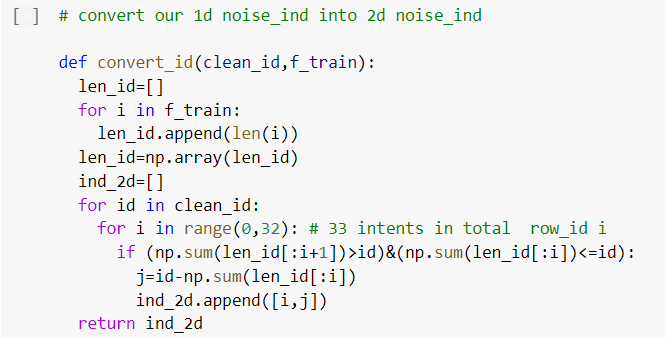 [ ] # convert our 1d noise_ind into 2d noise_ind
def convert_id(clean_id,f_train):
  len_id=[]
  for i in f_train:
    len_id.append(len(i))
  len_id=np.array(len_id)
  ind_2d=[]
  for id in clean_id:
    for i in range(0,32): # 33 intents in total  row_id i
      if (np.sum(len_id[:i+1])>id)&(np.sum(len_id[:i])<=id):
        j=id-np.sum(len_id[:i])
        ind_2d.append([i,j])
  return ind_2d